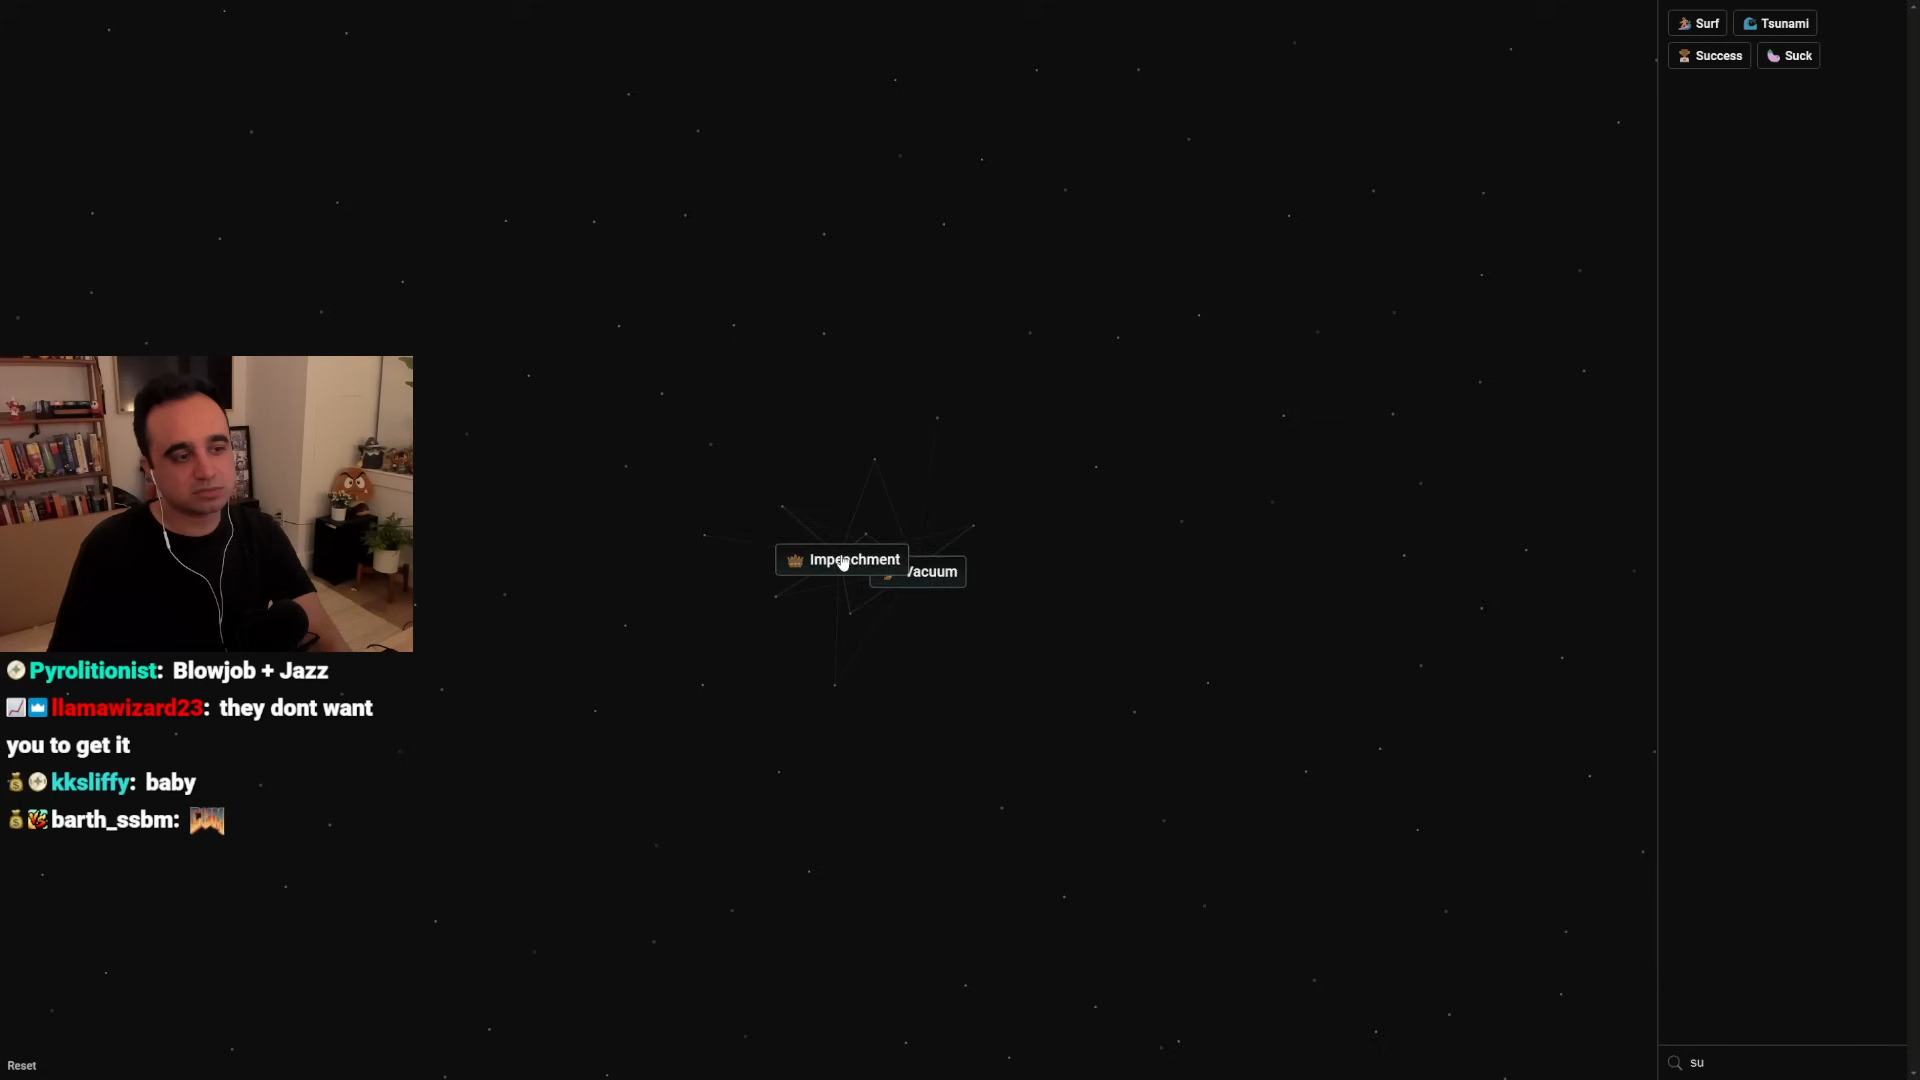 Surf
Tsunami
Success
Suck
Impeachment
Vacuum
Pyrolitionist: Blowjob + Jazz
llamawizard23: they dont want
you to get it
kksliffy: baby
barth_ssbm:
Reset
su